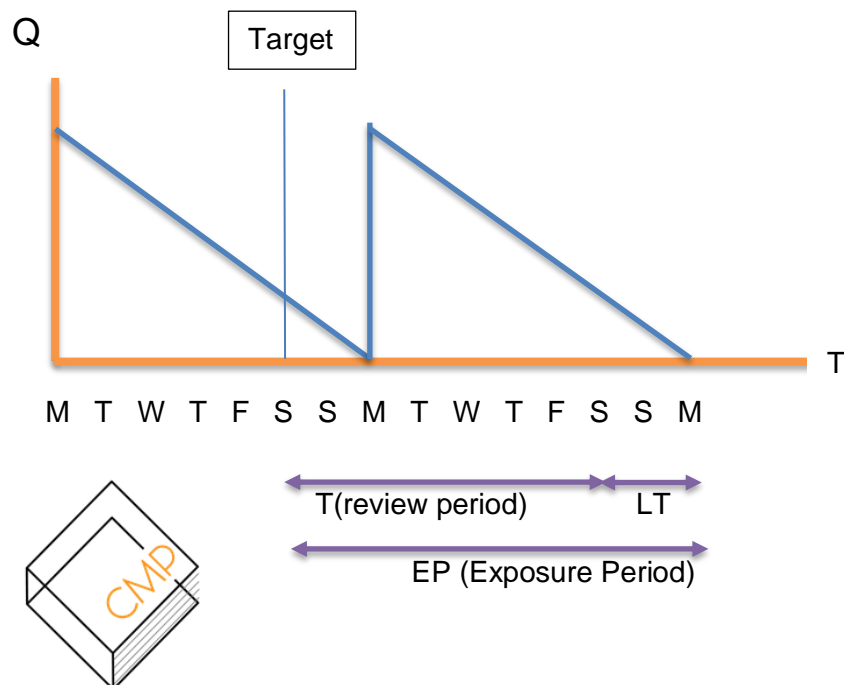 Q
Target
T
M T W T F S S M T W T F S S M
T(review period)
LT
EP (Exposure Period)
CMP